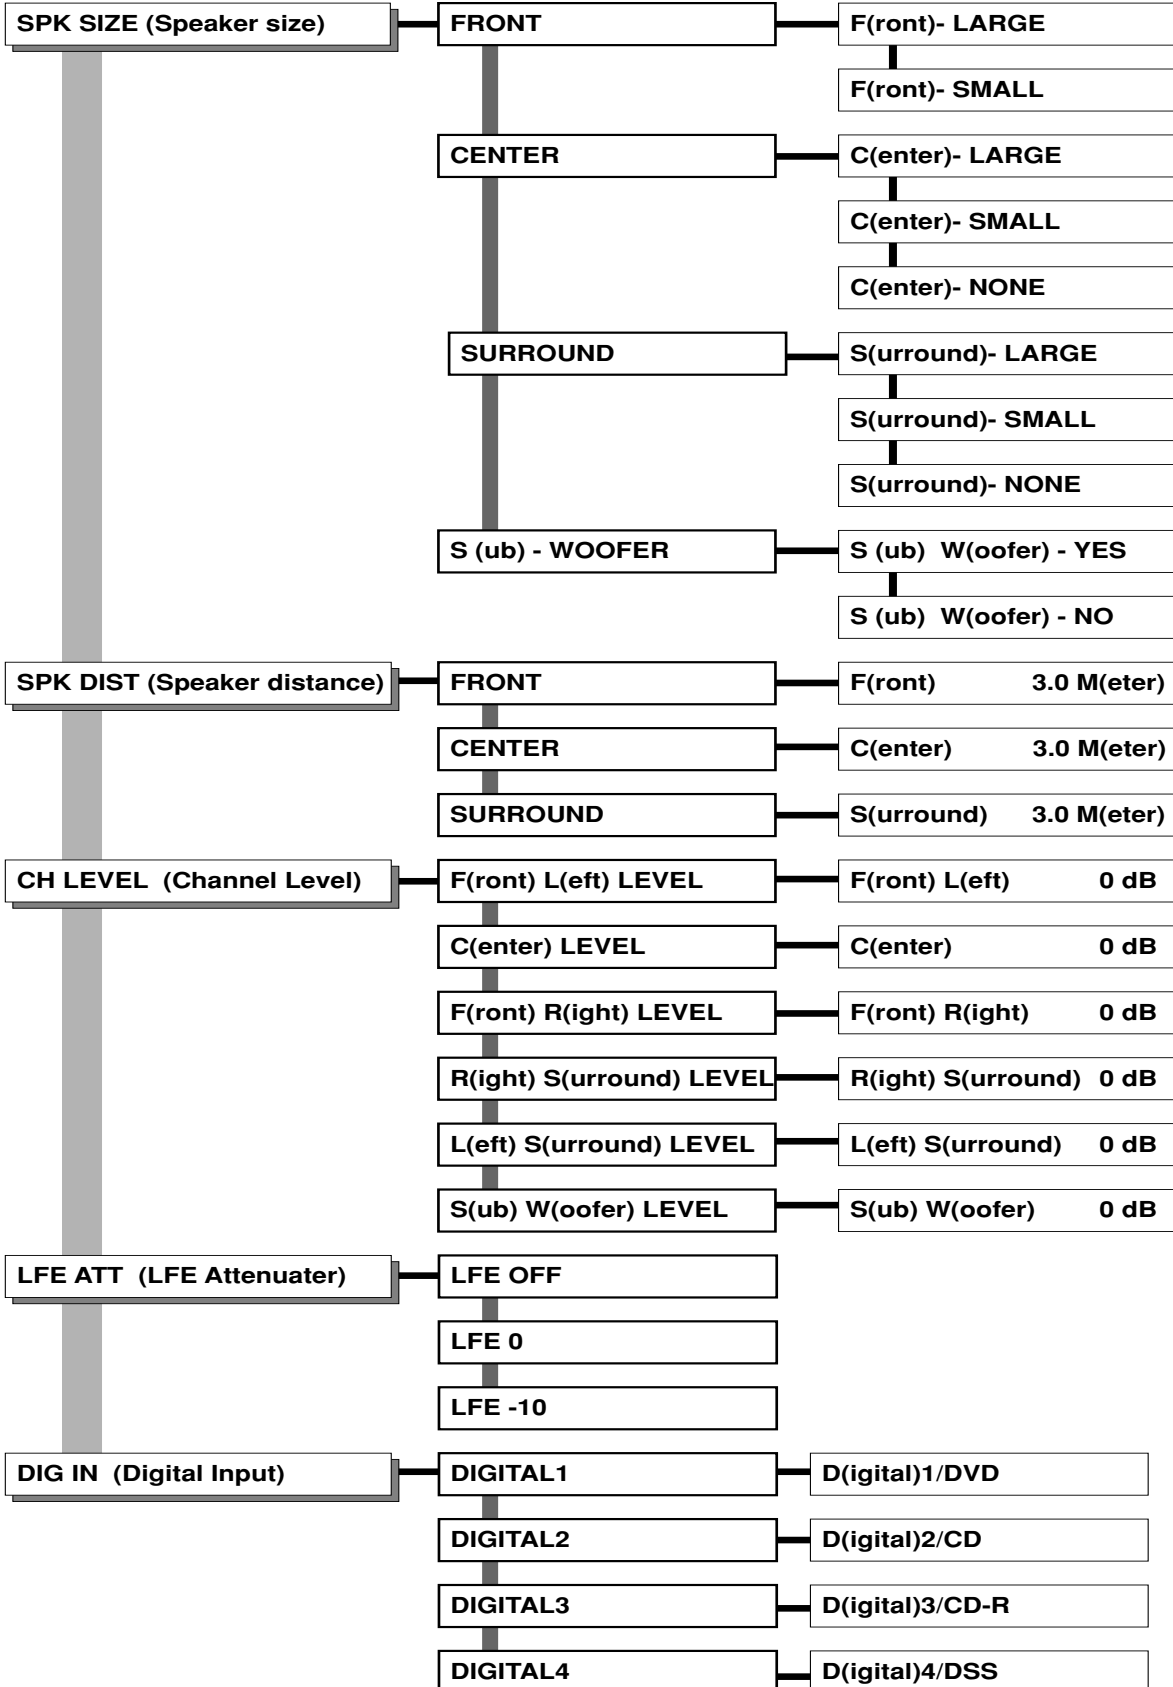 SPK SIZE (Speaker size)
FRONT
F(ront)- LARGE
F(ront)- SMALL
CENTER
C(enter)- LARGE
C(enter)- SMALL
C(enter)- NONE
SURROUND
S(urround)- LARGE
S(urround)- SMALL
S(urround)- NONE
S (ub) - WOOFER
S (ub) W(oofer) - YES
S (ub) W(oofer) - NO
SPK DIST (Speaker distance)
FRONT
F(ront) 3.0 M(eter)
CENTER
C(enter) 3.0 M(eter)
SURROUND
S(urround) 3.0 M(eter)
CH LEVEL (Channel Level)
F(ront) L(eft) LEVEL
F(ront) L(eft) 0 dB
C(enter) LEVEL
C(enter) 0 dB
F(ront) R(ight) LEVEL
F(ront) R(ight) 0 dB
R(ight) S(urround) LEVEL
R(ight) S(urround) 0 dB
L(eft) S(urround) LEVEL
L(eft) S(urround) 0 dB
S(ub) W(oofer) LEVEL
S(ub) W(oofer) 0 dB
LFE ATT (LFE Attenuater)
LFE OFF
LFE 0
LFE -10
DIG IN (Digital Input)
DIGITAL1
D(igital)1/DVD
DIGITAL2
D(igital)2/CD
DIGITAL3
D(igital)3/CD-R
DIGITAL4
D(igital)4/DSS